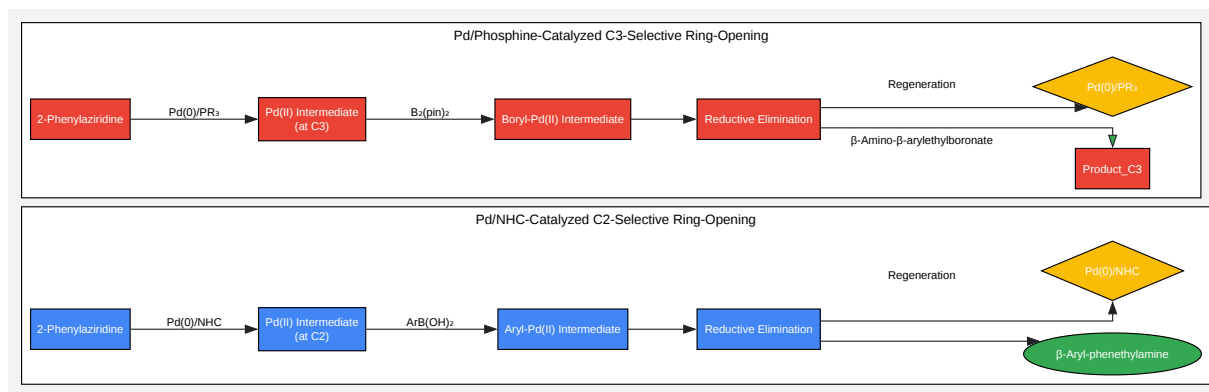 Pd/Phosphine-Catalyzed C3-Selective Ring-Opening
2-Phenylaziridine
Pd(0)/PR₃
Pd(II) Intermediate
(at C3)
B₂(pin)₂
Boryl-Pd(II) Intermediate
Reductive Elimination
Regeneration
Pd(0)/PR₃
β-Amino-β-arylethylboronate
Product_C3
Pd/NHC-Catalyzed C2-Selective Ring-Opening
2-Phenylaziridine
Pd(0)/NHC
Pd(II) Intermediate
(at C2)
ArB(OH)₂
Aryl-Pd(II) Intermediate
Reductive Elimination
Regeneration
Pd(0)/NHC
β-Aryl-phenethylamine